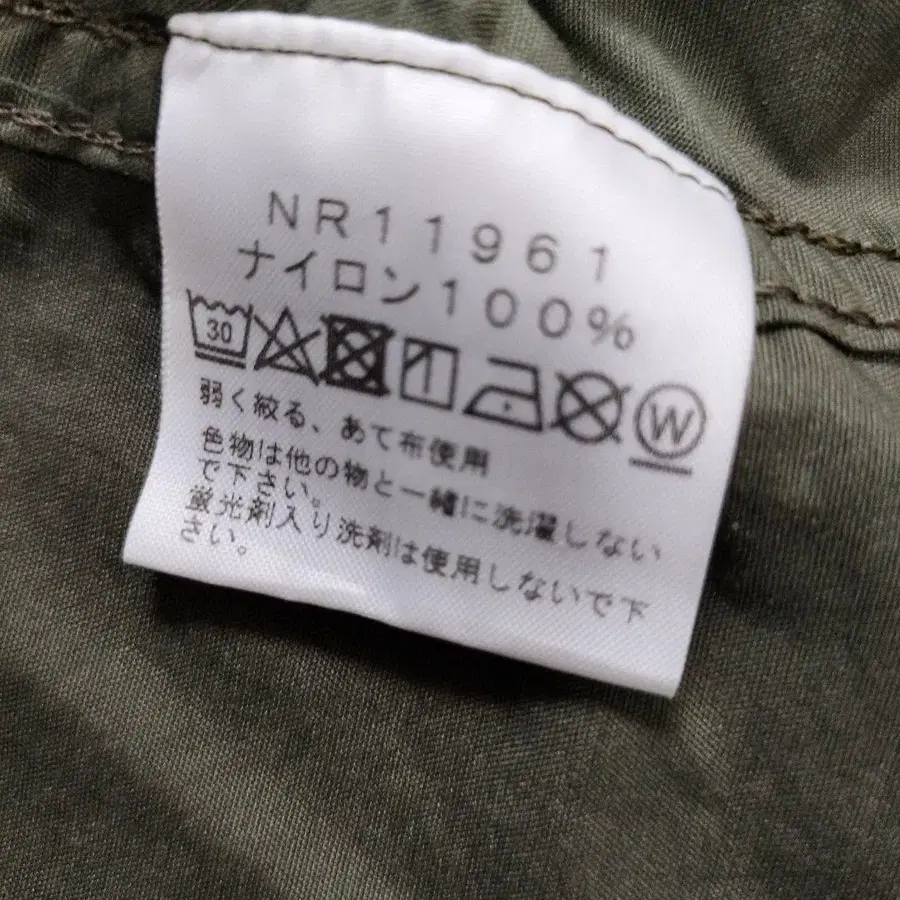 NR11961
ナイロン100%
30 W
弱く絞る、あて布使用
色物は他の物と一緒に洗濯しない
で下さい。
蛍光剤入り洗剤は使用しないで下
さい。